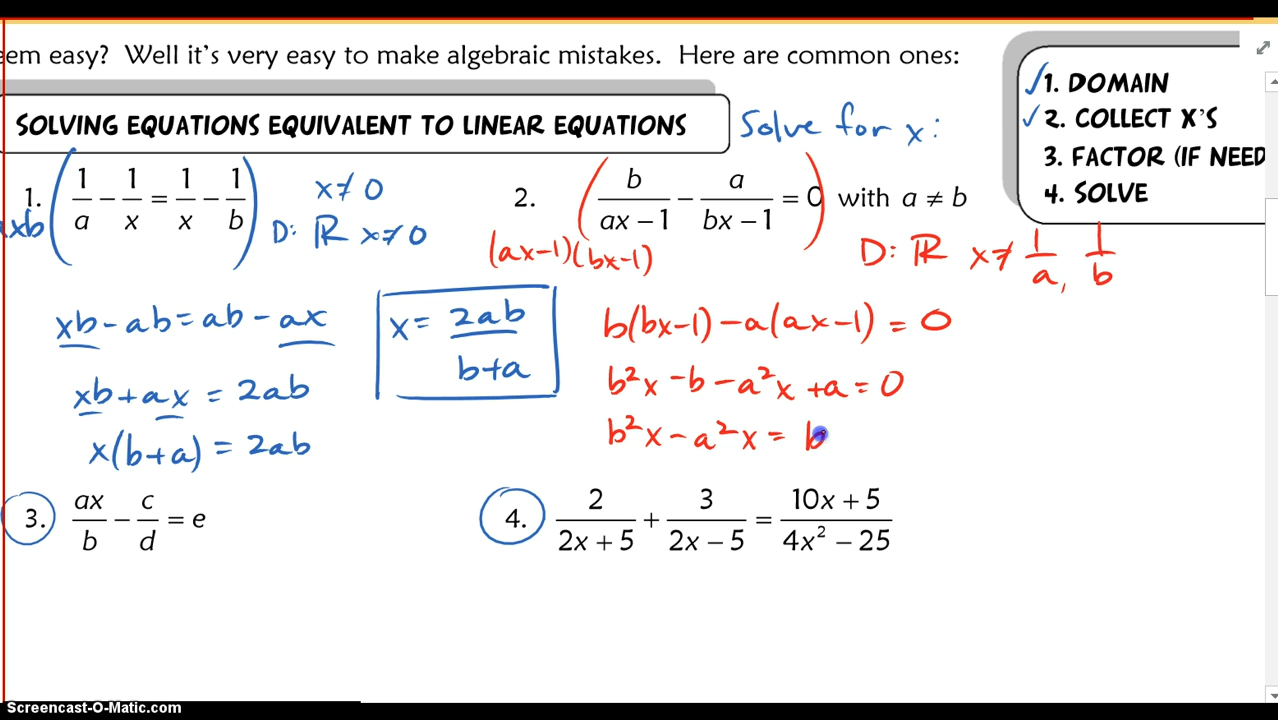 eem easy? Well it's very easy to make algebraic mistakes. Here are common ones:
SOLVING EQUATIONS EQUIVALENT TO LINEAR EQUATIONS
Solve for x:
✓1. DOMAIN
✓2. COLLECT X'S
3. FACTOR (IF NEED
4. SOLVE
1. axb(1/a − 1/x = 1/x − 1/b)
x ≠ 0
D: ℝ x ≠ 0
xb − ab = ab − ax
xb + ax = 2ab
x(b+a) = 2ab
x = 2ab/(b+a)
2. (b/(ax − 1) − a/(bx − 1) = 0) with a ≠ b
(ax−1)(bx−1)
D: ℝ x ≠ 1/a, 1/b
b(bx−1) − a(ax−1) = 0
b²x − b − a²x + a = 0
b²x − a²x = b
3. ax/b − c/d = e
4. 2/(2x + 5) + 3/(2x − 5) = (10x + 5)/(4x² − 25)
Screencast-O-Matic.com